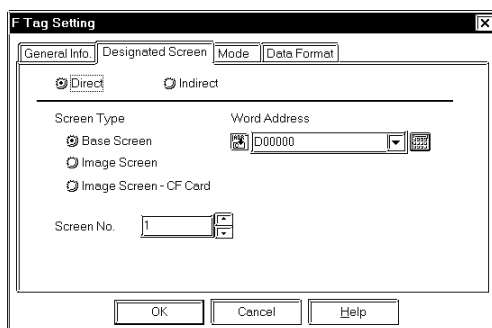 F Tag Setting
General Info. Designated Screen Mode Data Format
Direct Indirect
Screen Type Word Address
Base Screen D00000
Image Screen
Image Screen - CF Card
Screen No. 1
OK Cancel Help